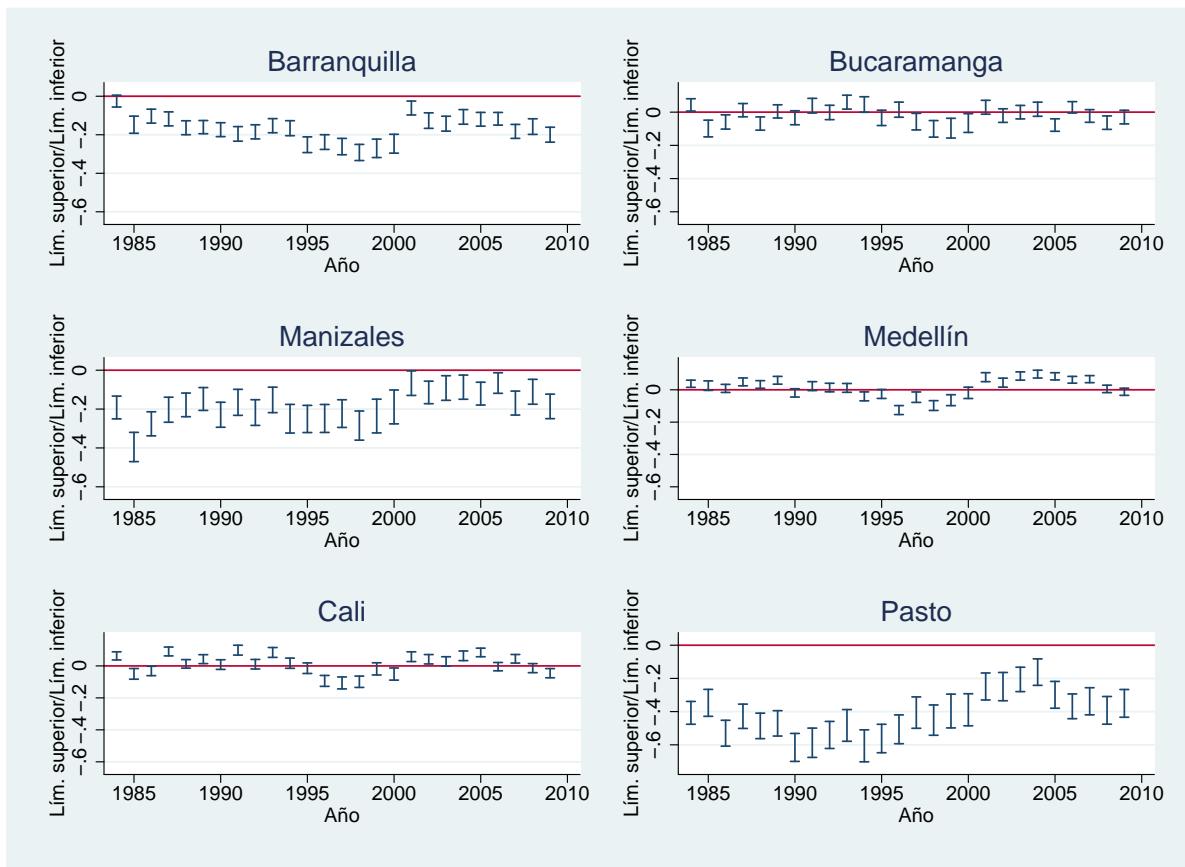 Barranquilla
Lím. superior/Lím. inferior
0
−.2
−.4
−.6
1985 1990 1995 2000 2005 2010
Año
Bucaramanga
Lím. superior/Lím. inferior
0
−.2
−.4
−.6
1985 1990 1995 2000 2005 2010
Año
Manizales
Lím. superior/Lím. inferior
0
−.2
−.4
−.6
1985 1990 1995 2000 2005 2010
Año
Medellín
Lím. superior/Lím. inferior
0
−.2
−.4
−.6
1985 1990 1995 2000 2005 2010
Año
Cali
Lím. superior/Lím. inferior
0
−.2
−.4
−.6
1985 1990 1995 2000 2005 2010
Año
Pasto
Lím. superior/Lím. inferior
0
−.2
−.4
−.6
1985 1990 1995 2000 2005 2010
Año